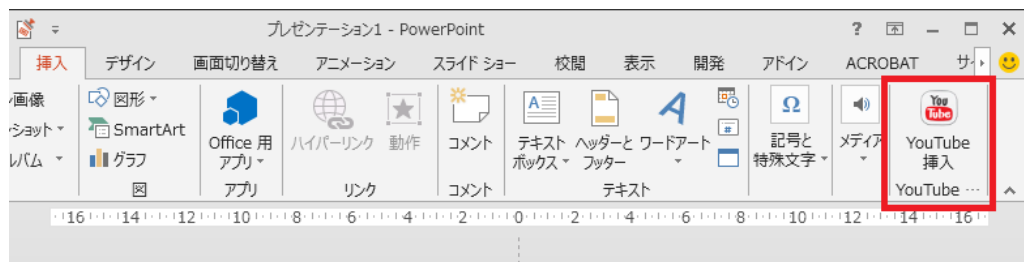 プレゼンテーション1 - PowerPoint
挿入 デザイン 画面切り替え アニメーション スライド ショー 校閲 表示 開発 アドイン ACROBAT サイ
画像 図形 SmartArt グラフ
ショット
ルバム
Office 用
アプリ
ハイパーリンク 動作
コメント
テキスト
ボックス
ヘッダーと
フッター
ワードアート
Ω
記号と
特殊文字
メディア
You
Tube
YouTube
挿入
図 アプリ リンク コメント テキスト YouTube ...
16 14 12 10 8 6 4 2 0 2 4 6 8 10 12 14 16